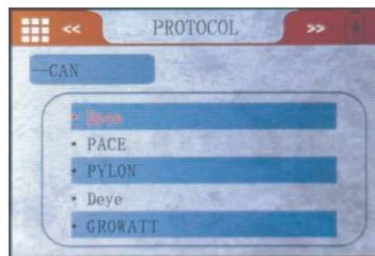 << PROTOCOL >>
—CAN
• PACE
• PYLON
• Deye
• GROWATT